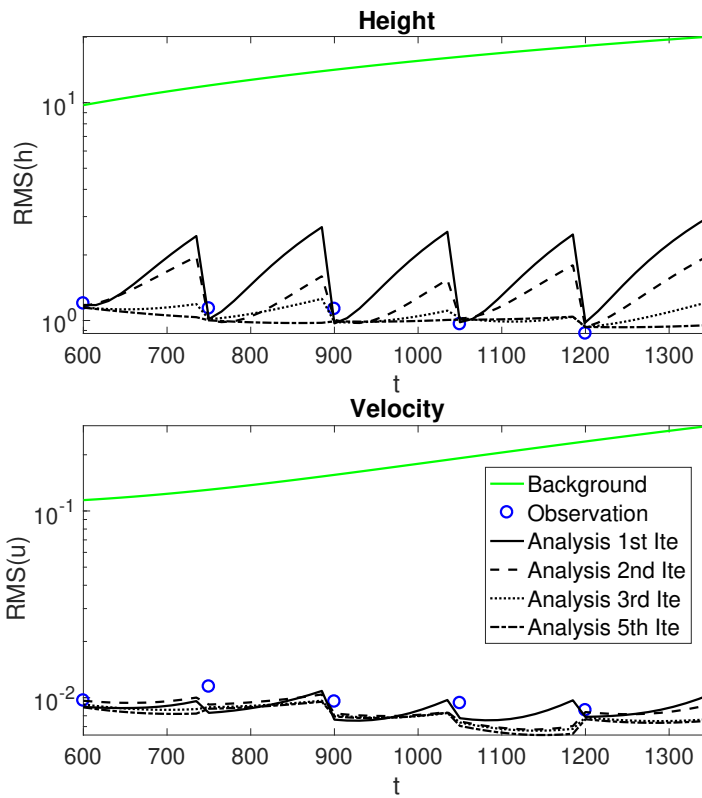 Height
10^1
10^0
RMS(h)
600 700 800 900 1000 1100 1200 1300
t
Velocity
10^-1
10^-2
RMS(u)
Background
Observation
Analysis 1st Ite
Analysis 2nd Ite
Analysis 3rd Ite
Analysis 5th Ite
600 700 800 900 1000 1100 1200 1300
t